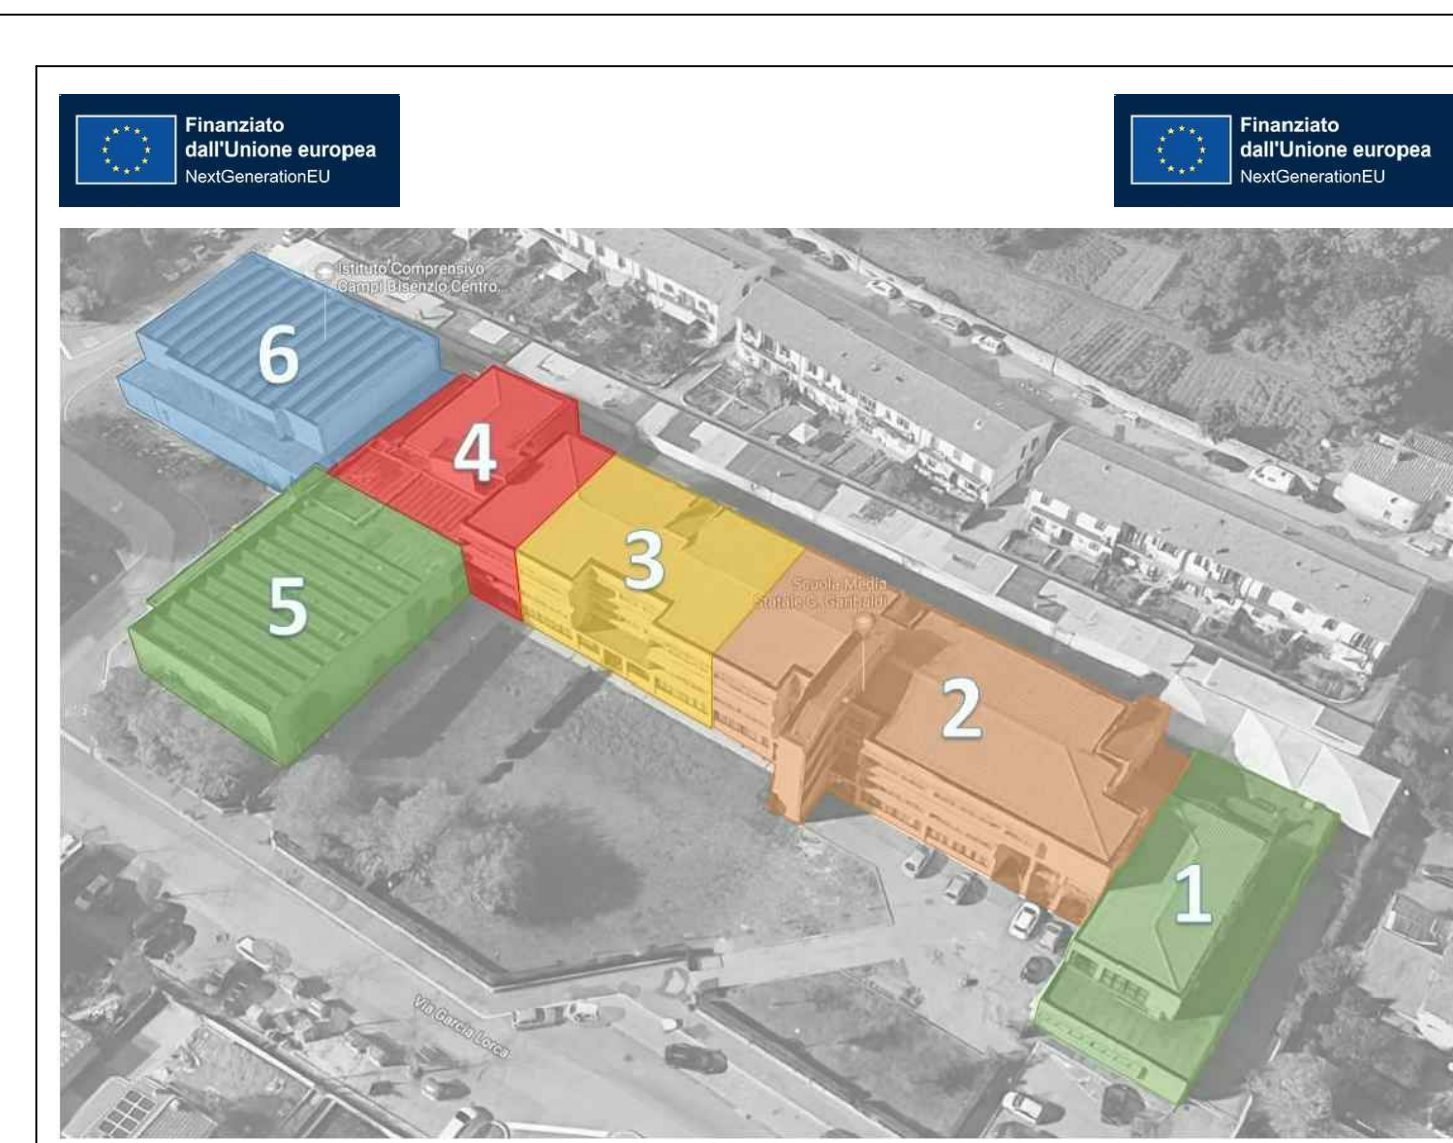 Finanziato
dall'Unione europea
NextGenerationEU
Finanziato
dall'Unione europea
NextGenerationEU
Istituto Comprensivo
Campi Bisenzio Centro...
6
4
3
5
Scuola Media
Statale G. Garibaldi
2
1
Via Garcia Lorca